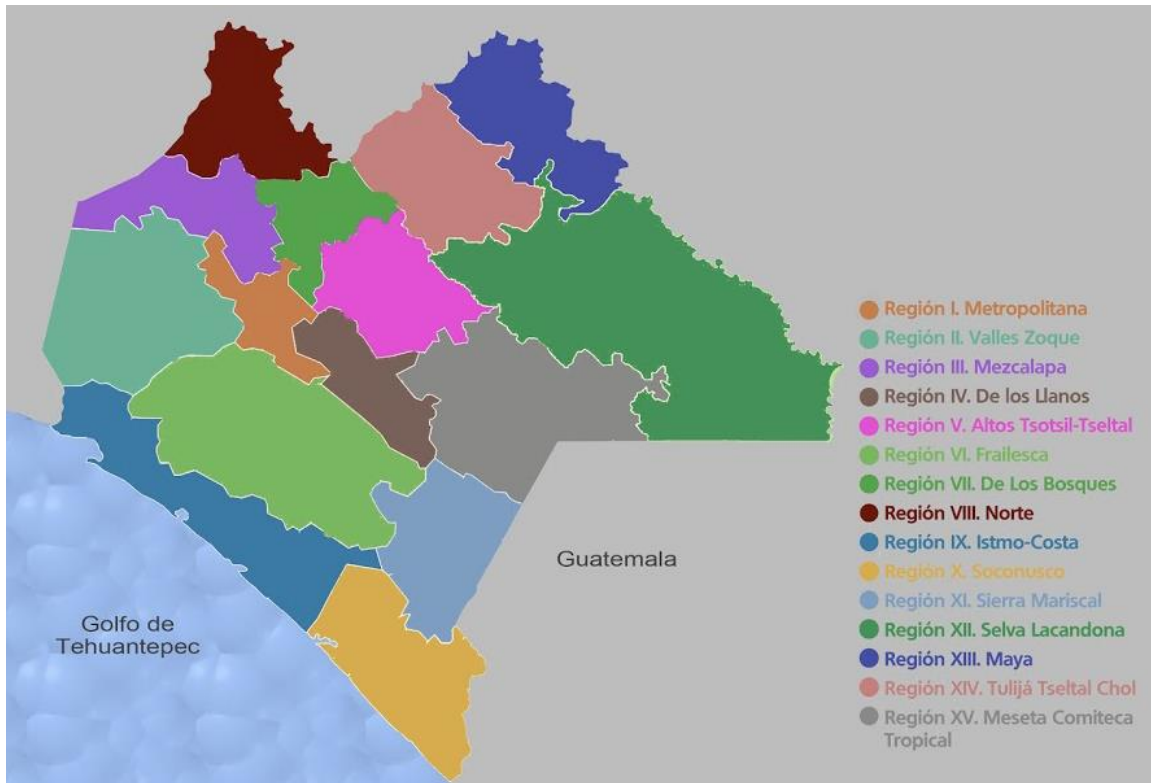 Región I. Metropolitana
Región II. Valles Zoque
Región III. Mezcalapa
Región IV. De los Llanos
Región V. Altos Tsotsil-Tseltal
Región VI. Frailesca
Región VII. De Los Bosques
Región VIII. Norte
Región IX. Istmo-Costa
Región X. Soconusco
Región XI. Sierra Mariscal
Región XII. Selva Lacandona
Región XIII. Maya
Región XIV. Tulijá Tseltal Chol
Región XV. Meseta Comiteca
Tropical
Guatemala
Golfo de
Tehuantepec